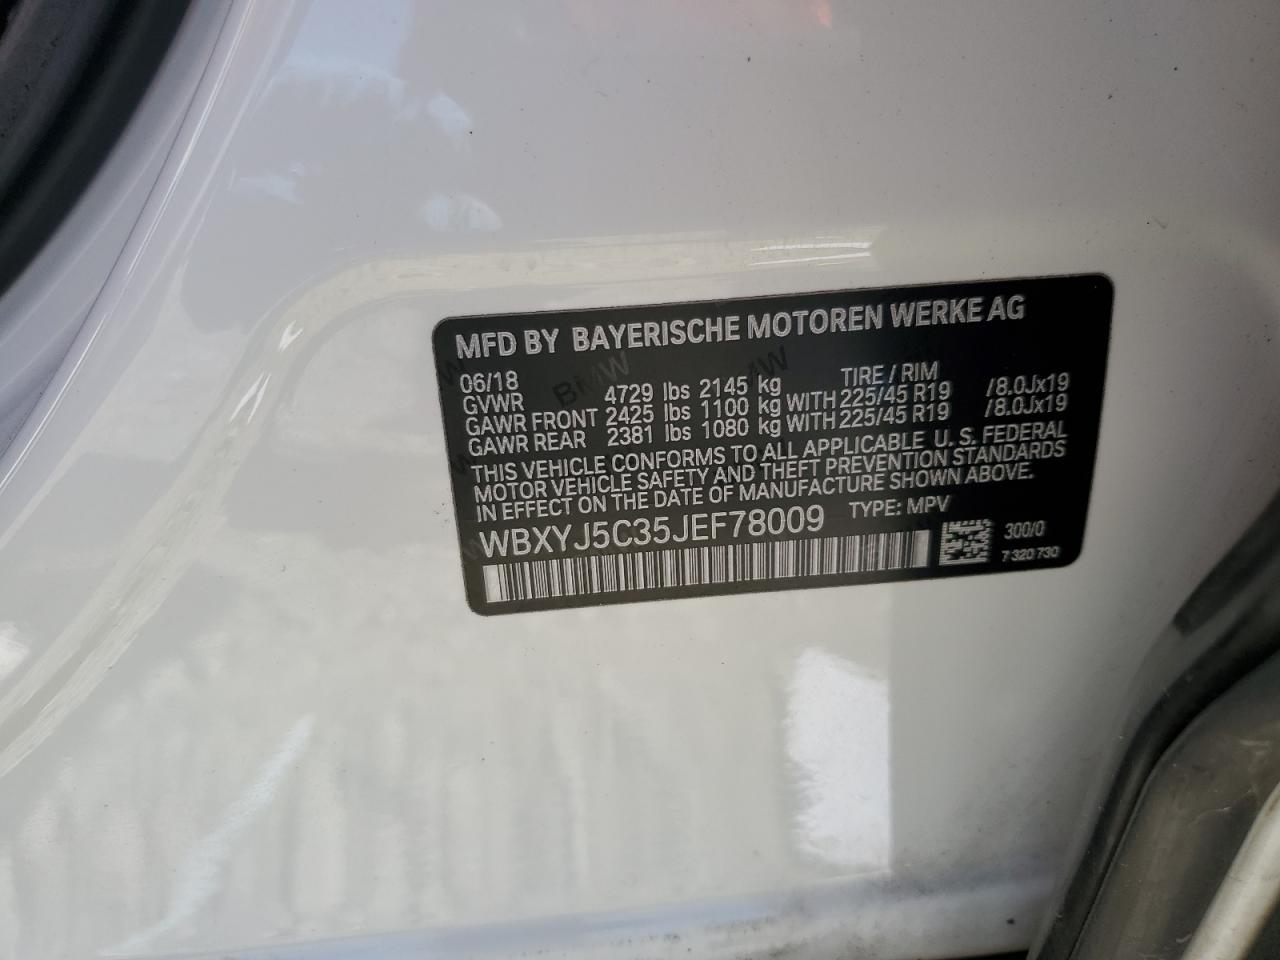 MFD BY BAYERISCHE MOTOREN WERKE AG
06/18 TIRE / RIM
GVWR 4729 lbs 2145 kg
GAWR FRONT 2425 lbs 1100 kg WITH 225/45 R19 /8.0Jx19
GAWR REAR 2381 lbs 1080 kg WITH 225/45 R19 /8.0Jx19
THIS VEHICLE CONFORMS TO ALL APPLICABLE U.S. FEDERAL
MOTOR VEHICLE SAFETY AND THEFT PREVENTION STANDARDS
IN EFFECT ON THE DATE OF MANUFACTURE SHOWN ABOVE.
WBXYJ5C35JEF78009 TYPE: MPV
300/0
7 320 730
BMW